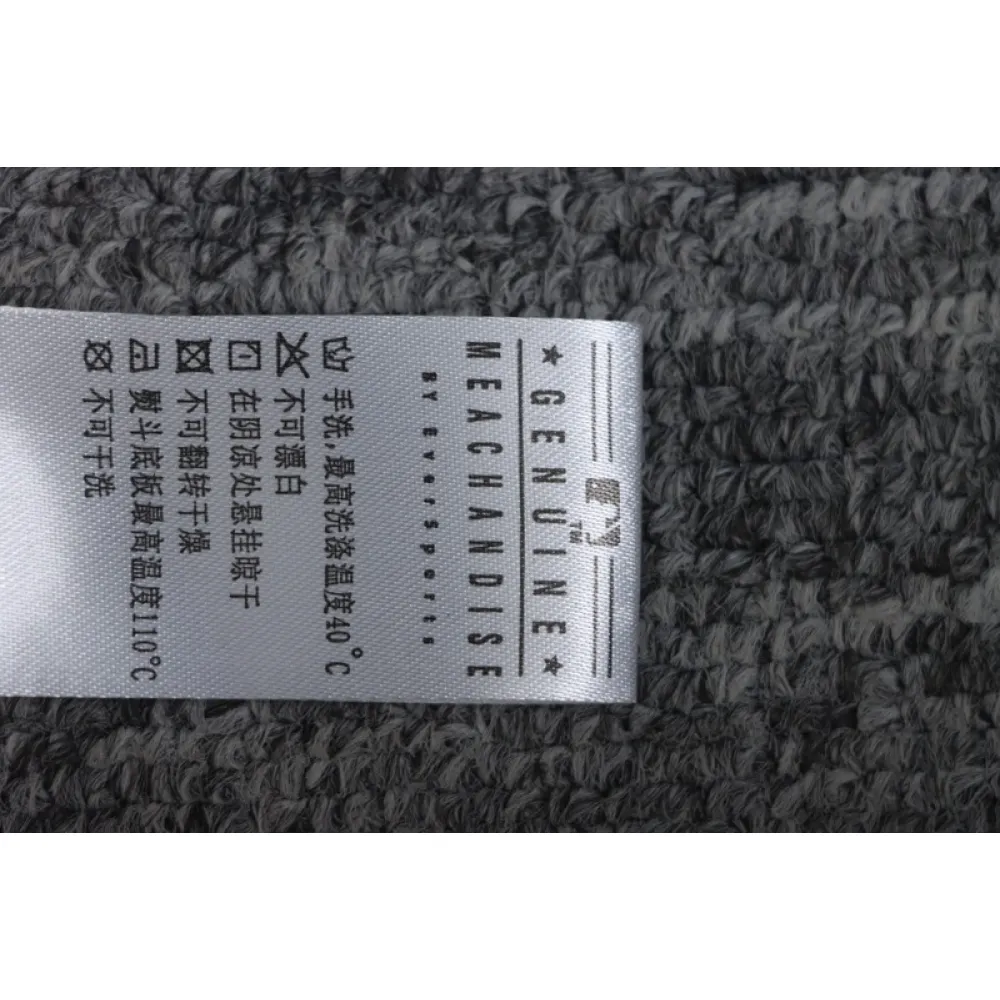 TM
★GENUINE★
MEACHANDISE
BY EverSports
手洗,最高洗涤温度40°C
不可漂白
在阴凉处悬挂晾干
不可翻转干燥
熨斗底板最高温度110°C
不可干洗